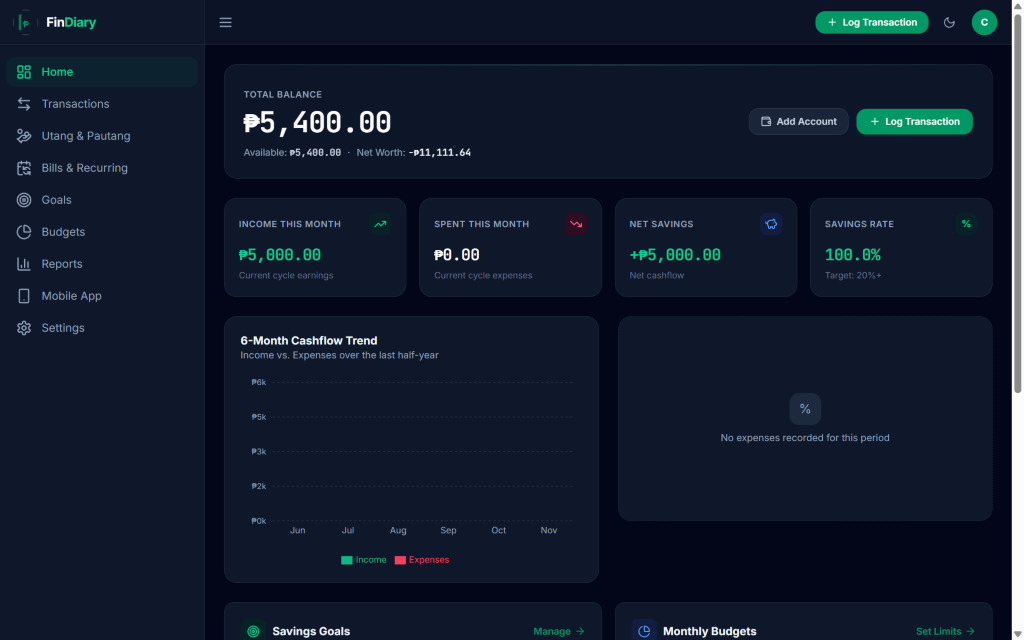 FinDiary
+ Log Transaction
C
Home
Transactions
Utang & Pautang
Bills & Recurring
Goals
Budgets
Reports
Mobile App
Settings
TOTAL BALANCE
₱5,400.00
Available: ₱5,400.00 · Net Worth: -₱11,111.64
Add Account
+ Log Transaction
INCOME THIS MONTH
₱5,000.00
Current cycle earnings
SPENT THIS MONTH
₱0.00
Current cycle expenses
NET SAVINGS
+₱5,000.00
Net cashflow
SAVINGS RATE
%
100.0%
Target: 20%+
6-Month Cashflow Trend
Income vs. Expenses over the last half-year
₱6k
₱5k
₱3k
₱2k
₱0k
Jun Jul Aug Sep Oct Nov
Income Expenses
%
No expenses recorded for this period
Savings Goals
Manage →
Monthly Budgets
Set Limits →